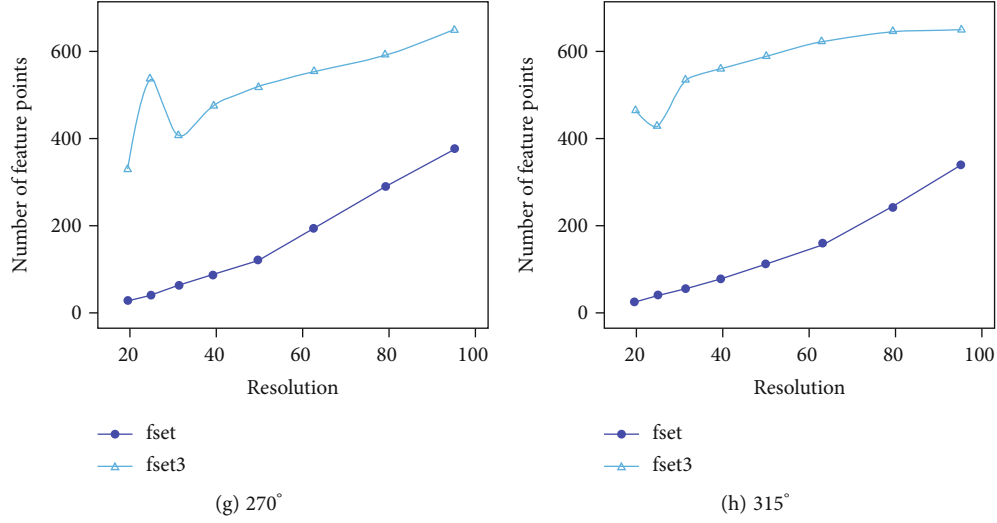 Number of feature points
600
400
200
0
20 40 60 80 100
Resolution
fset
fset3
(g) 270°
Number of feature points
600
400
200
0
20 40 60 80 100
Resolution
fset
fset3
(h) 315°